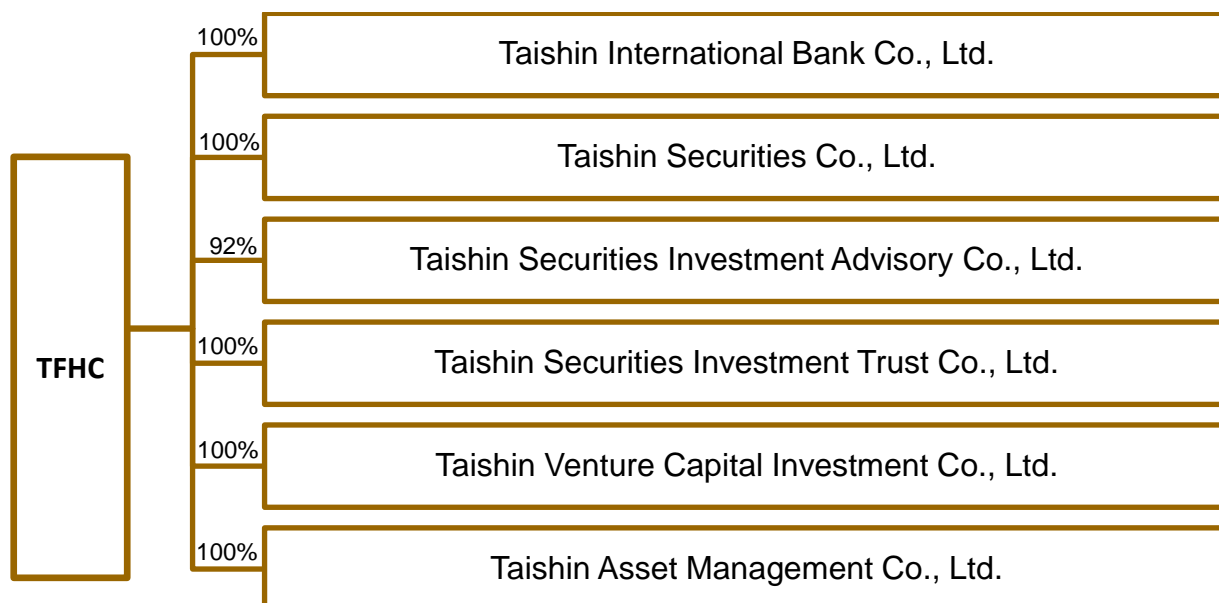 100%
Taishin International Bank Co., Ltd.
100%
Taishin Securities Co., Ltd.
92%
Taishin Securities Investment Advisory Co., Ltd.
TFHC
100%
Taishin Securities Investment Trust Co., Ltd.
100%
Taishin Venture Capital Investment Co., Ltd.
100%
Taishin Asset Management Co., Ltd.